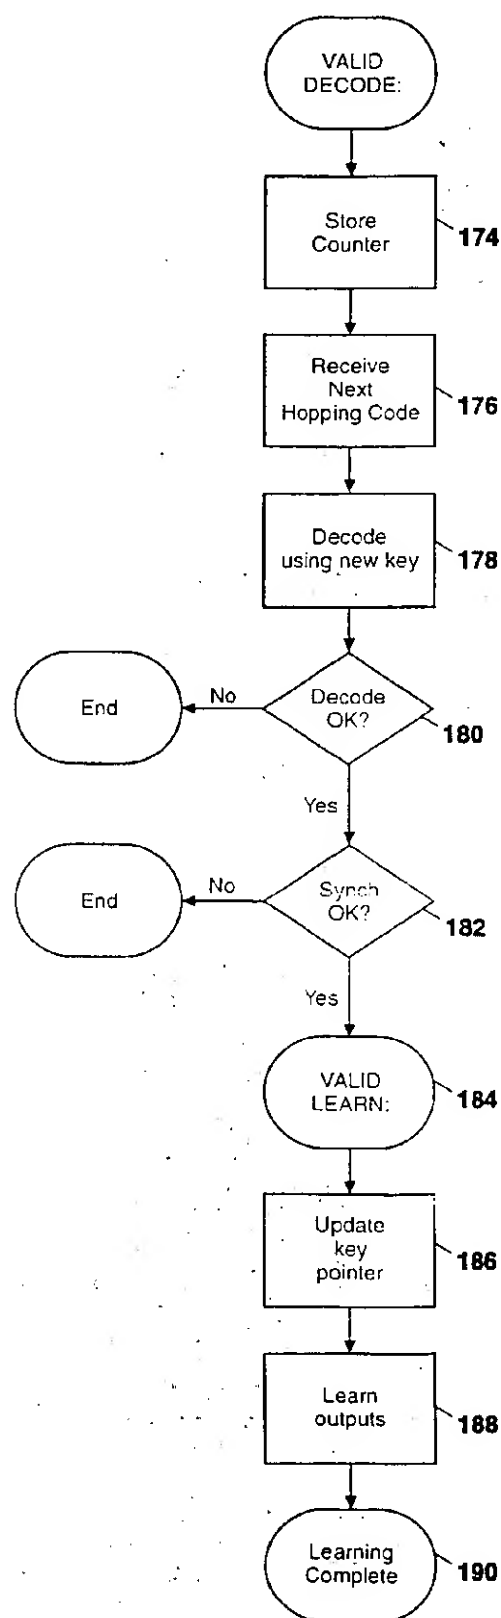 VALID
DECODE:
Store
Counter
174
Receive
Next
Hopping Code
176
Decode
using new key
178
Decode
OK?
180
No
End
Yes
Synch
OK?
182
No
End
Yes
VALID
LEARN:
184
Update
key
pointer
186
Learn
outputs
188
Learning
Complete
190